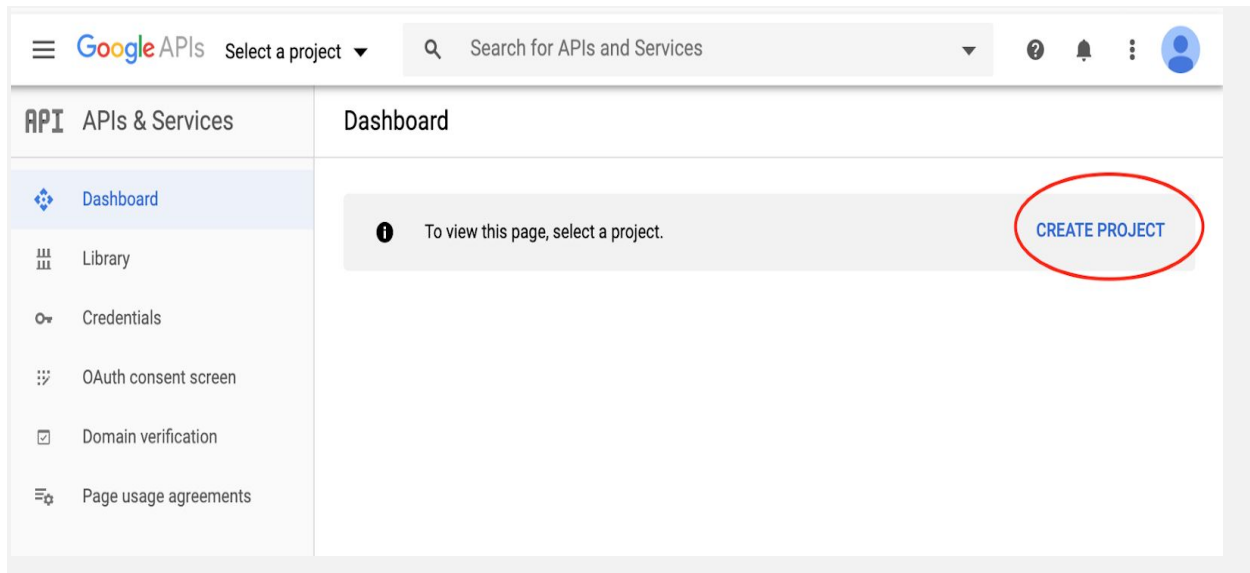 Google APIs Select a project Search for APIs and Services
API APIs & Services Dashboard
Dashboard
To view this page, select a project. CREATE PROJECT
Library
Credentials
OAuth consent screen
Domain verification
Page usage agreements